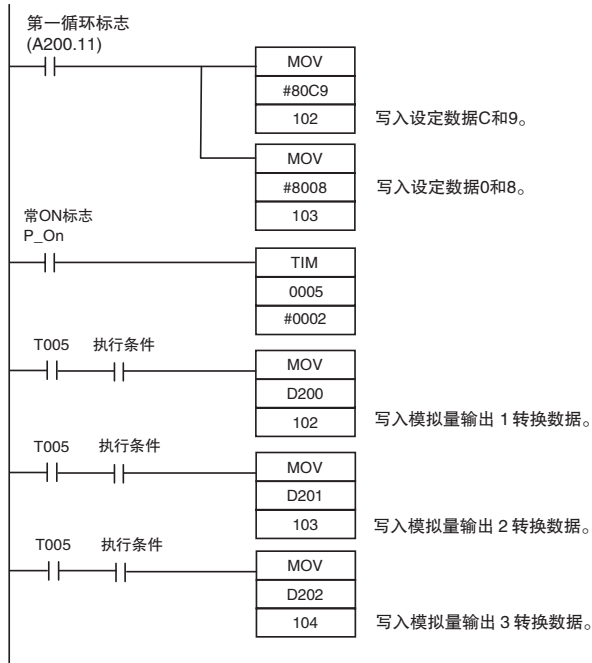 第一循环标志
(A200.11)
MOV
#80C9
102
写入设定数据C和9。
MOV
#8008
写入设定数据0和8。
103
常ON标志
P_On
TIM
0005
#0002
T005 执行条件
MOV
D200
102
写入模拟量输出 1 转换数据。
T005 执行条件
MOV
D201
103
写入模拟量输出 2 转换数据。
T005 执行条件
MOV
D202
104
写入模拟量输出 3 转换数据。